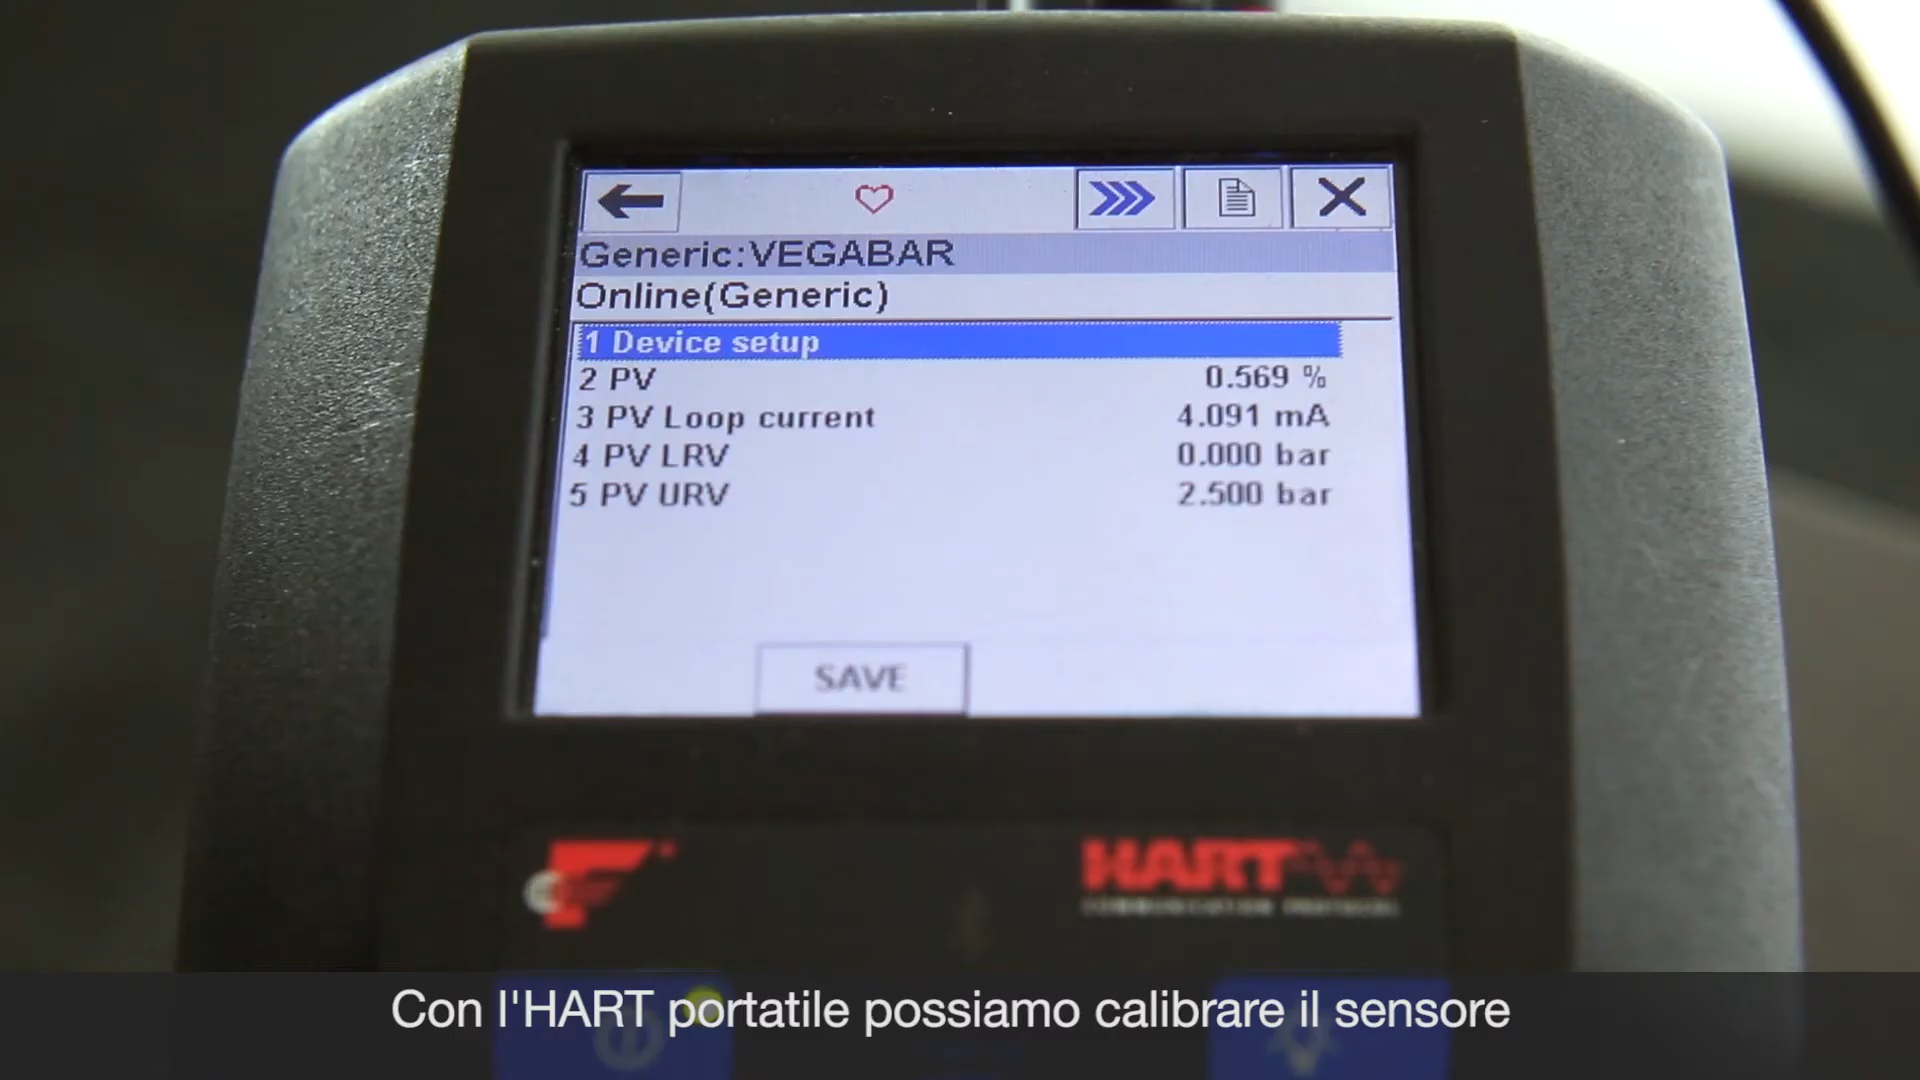 Generic:VEGABAR
Online(Generic)
1 Device setup
2 PV 0.569 %
3 PV Loop current 4.091 mA
4 PV LRV 0.000 bar
5 PV URV 2.500 bar
SAVE
HART
COMMUNICATION PROTOCOL
Con l'HART portatile possiamo calibrare il sensore